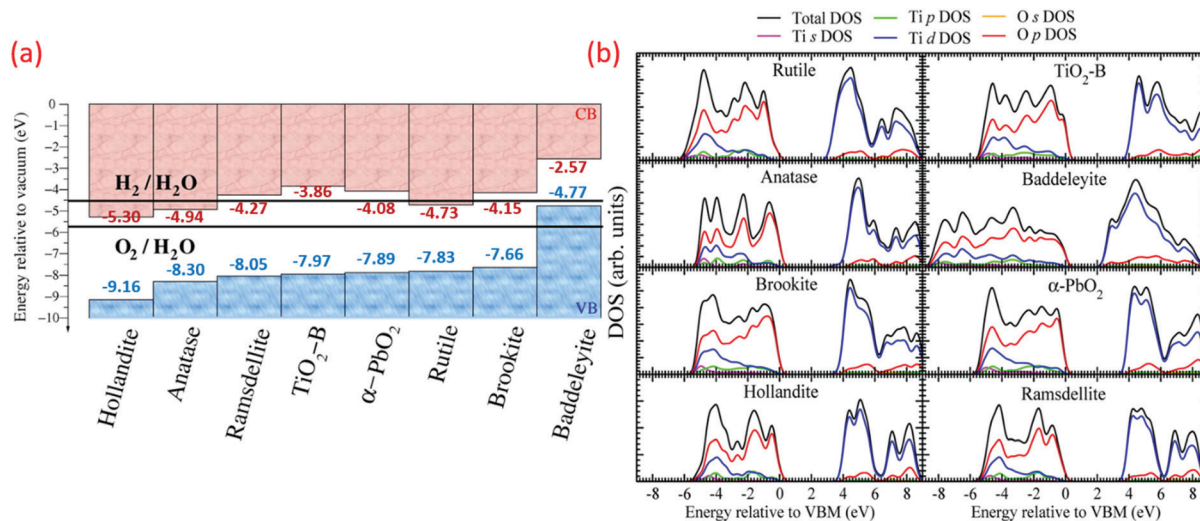 (a)
Energy relative to vacuum (eV)
0
-1
-2
-3
-4
-5
-6
-7
-8
-9
-10
CB
H2 / H2O
O2 / H2O
VB
-5.30
-4.94
-4.27
-3.86
-4.08
-4.73
-4.15
-2.57
-4.77
-9.16
-8.30
-8.05
-7.97
-7.89
-7.83
-7.66
Hollandite
Anatase
Ramsdellite
TiO2-B
α-PbO2
Rutile
Brookite
Baddeleyite
(b)
Total DOS Ti p DOS O s DOS
Ti s DOS Ti d DOS O p DOS
DOS (arb. units)
Rutile TiO2-B
Anatase Baddeleyite
Brookite α-PbO2
Hollandite Ramsdellite
-8 -6 -4 -2 0 2 4 6 8 -8 -6 -4 -2 0 2 4 6 8
Energy relative to VBM (eV) Energy relative to VBM (eV)